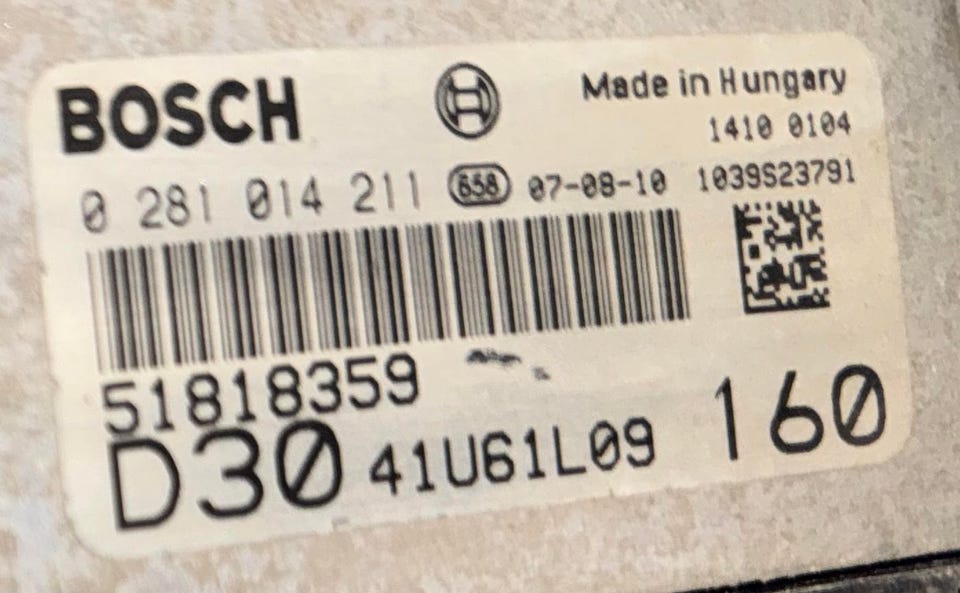 BOSCH Made in Hungary
1410 0104
0 281 014 211 658 07-08-10 1039S23791
51818359
D30 41U61L09 160